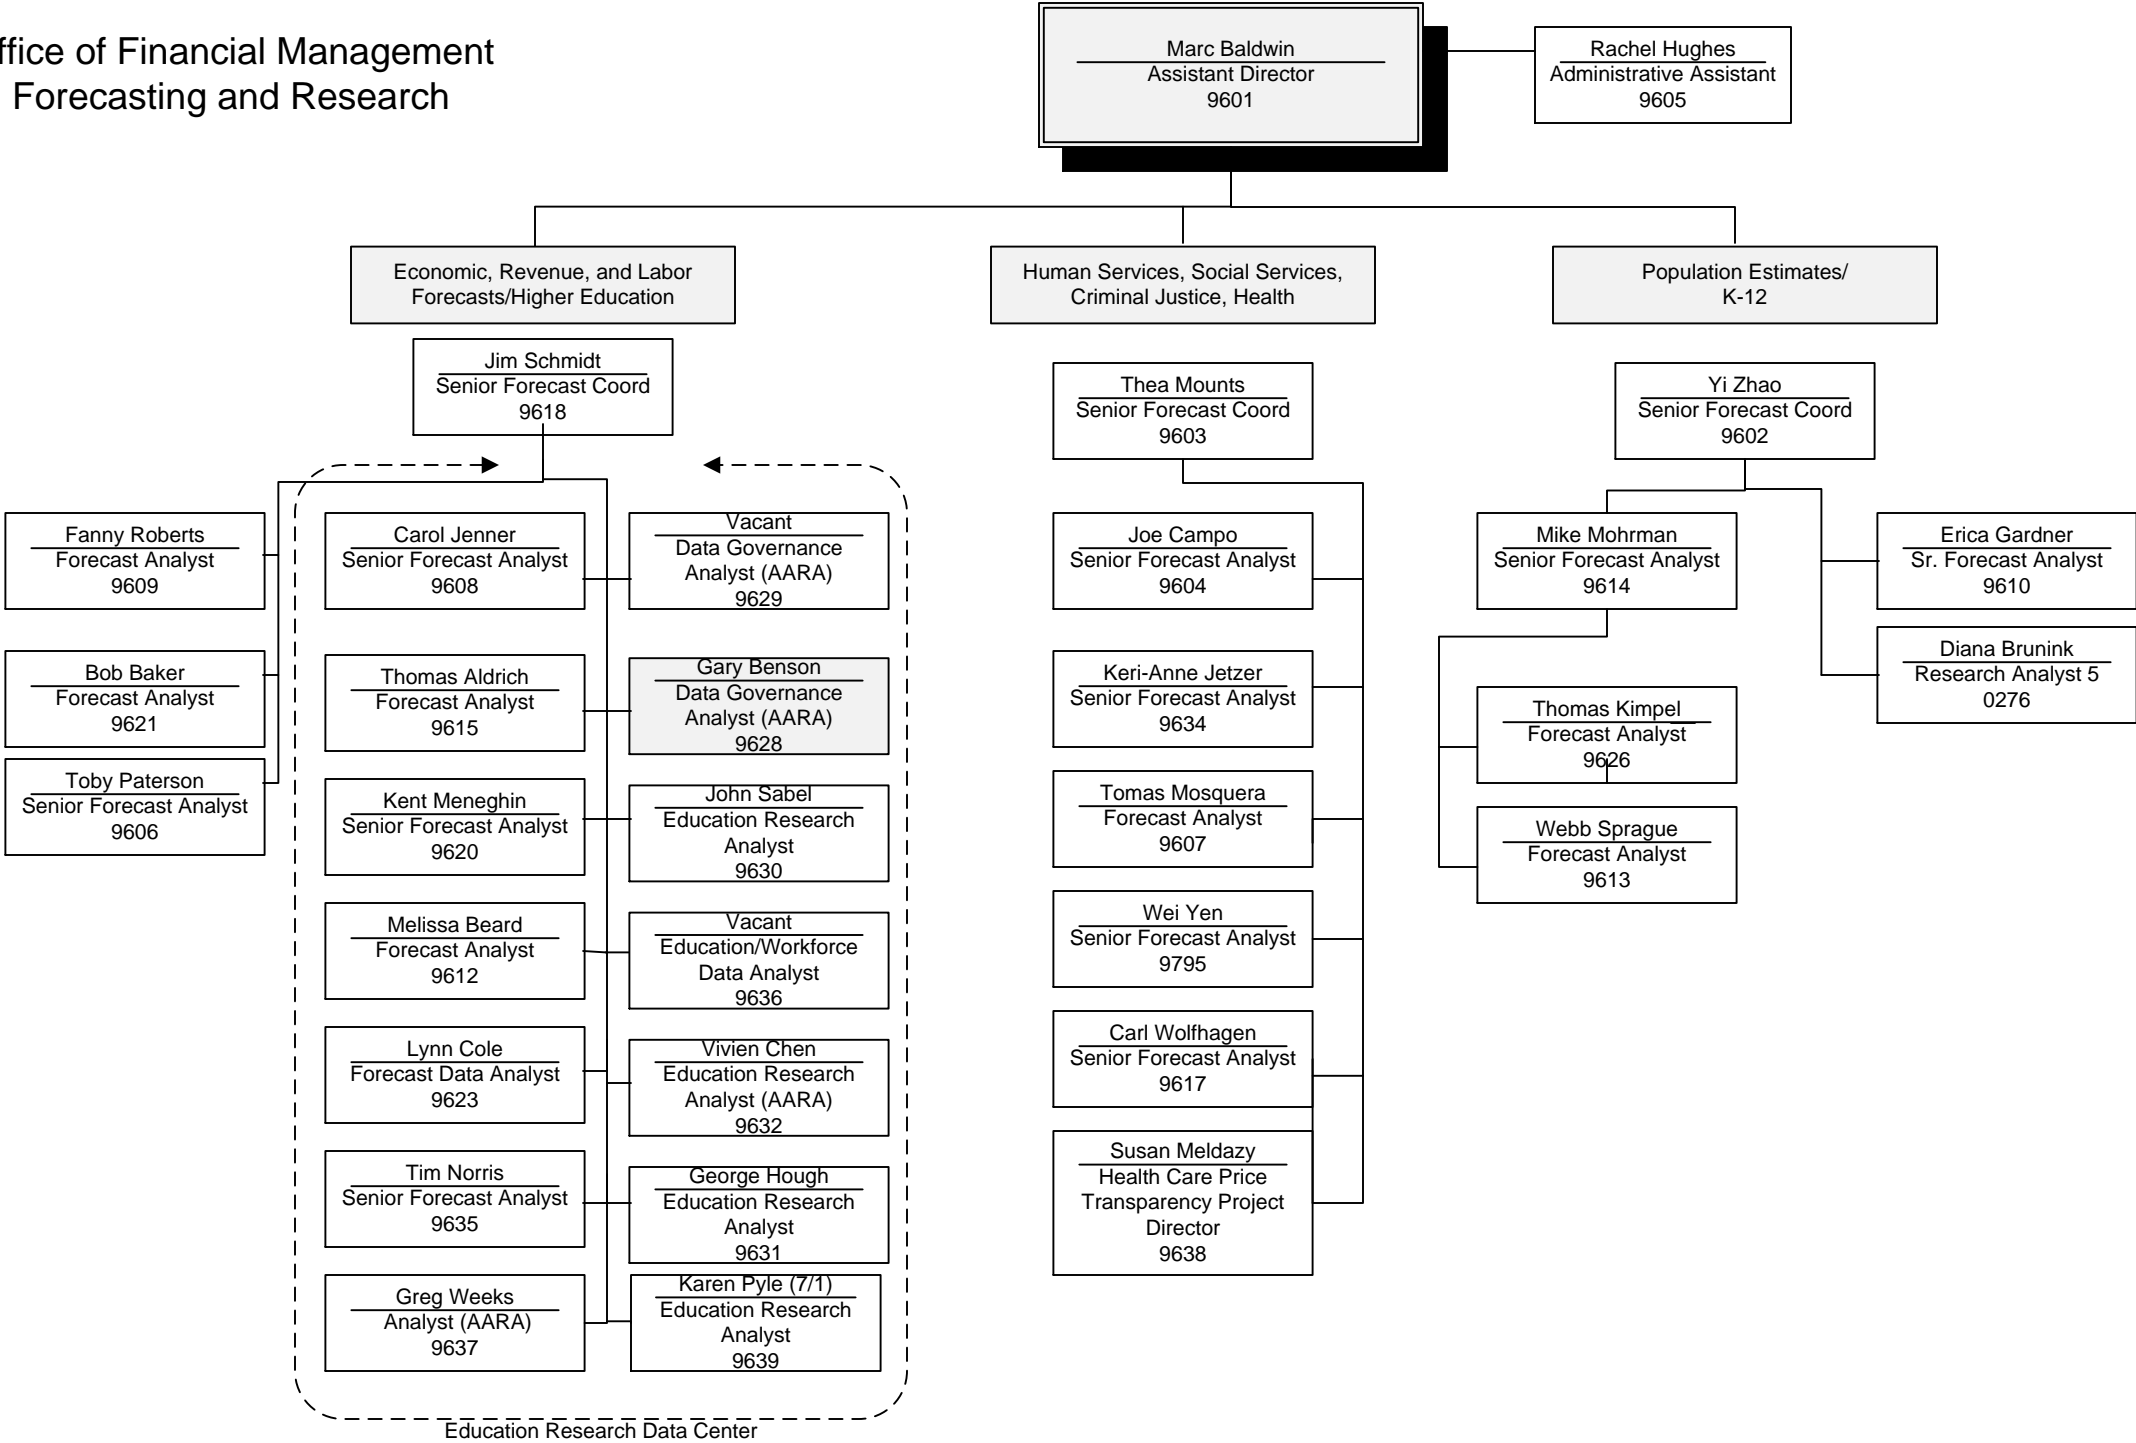 ffice of Financial Management
Forecasting and Research
Marc Baldwin
Assistant Director
9601
Rachel Hughes
Administrative Assistant
9605
Economic, Revenue, and Labor
Forecasts/Higher Education
Human Services, Social Services,
Criminal Justice, Health
Population Estimates/
K-12
Jim Schmidt
Senior Forecast Coord
9618
Thea Mounts
Senior Forecast Coord
9603
Yi Zhao
Senior Forecast Coord
9602
Fanny Roberts
Forecast Analyst
9609
Bob Baker
Forecast Analyst
9621
Toby Paterson
Senior Forecast Analyst
9606
Carol Jenner
Senior Forecast Analyst
9608
Thomas Aldrich
Forecast Analyst
9615
Kent Meneghin
Senior Forecast Analyst
9620
Melissa Beard
Forecast Analyst
9612
Lynn Cole
Forecast Data Analyst
9623
Tim Norris
Senior Forecast Analyst
9635
Greg Weeks
Analyst (AARA)
9637
Vacant
Data Governance
Analyst (AARA)
9629
Gary Benson
Data Governance
Analyst (AARA)
9628
John Sabel
Education Research
Analyst
9630
Vacant
Education/Workforce
Data Analyst
9636
Vivien Chen
Education Research
Analyst (AARA)
9632
George Hough
Education Research
Analyst
9631
Karen Pyle (7/1)
Education Research
Analyst
9639
Education Research Data Center
Joe Campo
Senior Forecast Analyst
9604
Keri-Anne Jetzer
Senior Forecast Analyst
9634
Tomas Mosquera
Forecast Analyst
9607
Wei Yen
Senior Forecast Analyst
9795
Carl Wolfhagen
Senior Forecast Analyst
9617
Susan Meldazy
Health Care Price
Transparency Project
Director
9638
Mike Mohrman
Senior Forecast Analyst
9614
Thomas Kimpel
Forecast Analyst
9626
Webb Sprague
Forecast Analyst
9613
Erica Gardner
Sr. Forecast Analyst
9610
Diana Brunink
Research Analyst 5
0276